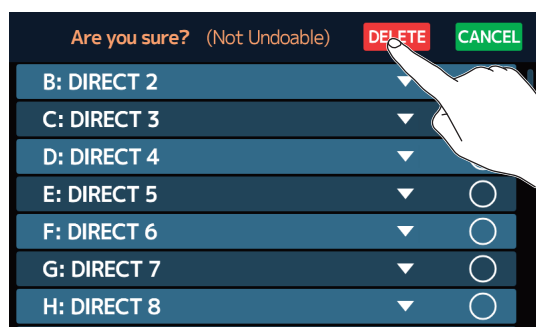 Are you sure? (Not Undoable) DELETE CANCEL
B: DIRECT 2
C: DIRECT 3
D: DIRECT 4
E: DIRECT 5
F: DIRECT 6
G: DIRECT 7
H: DIRECT 8